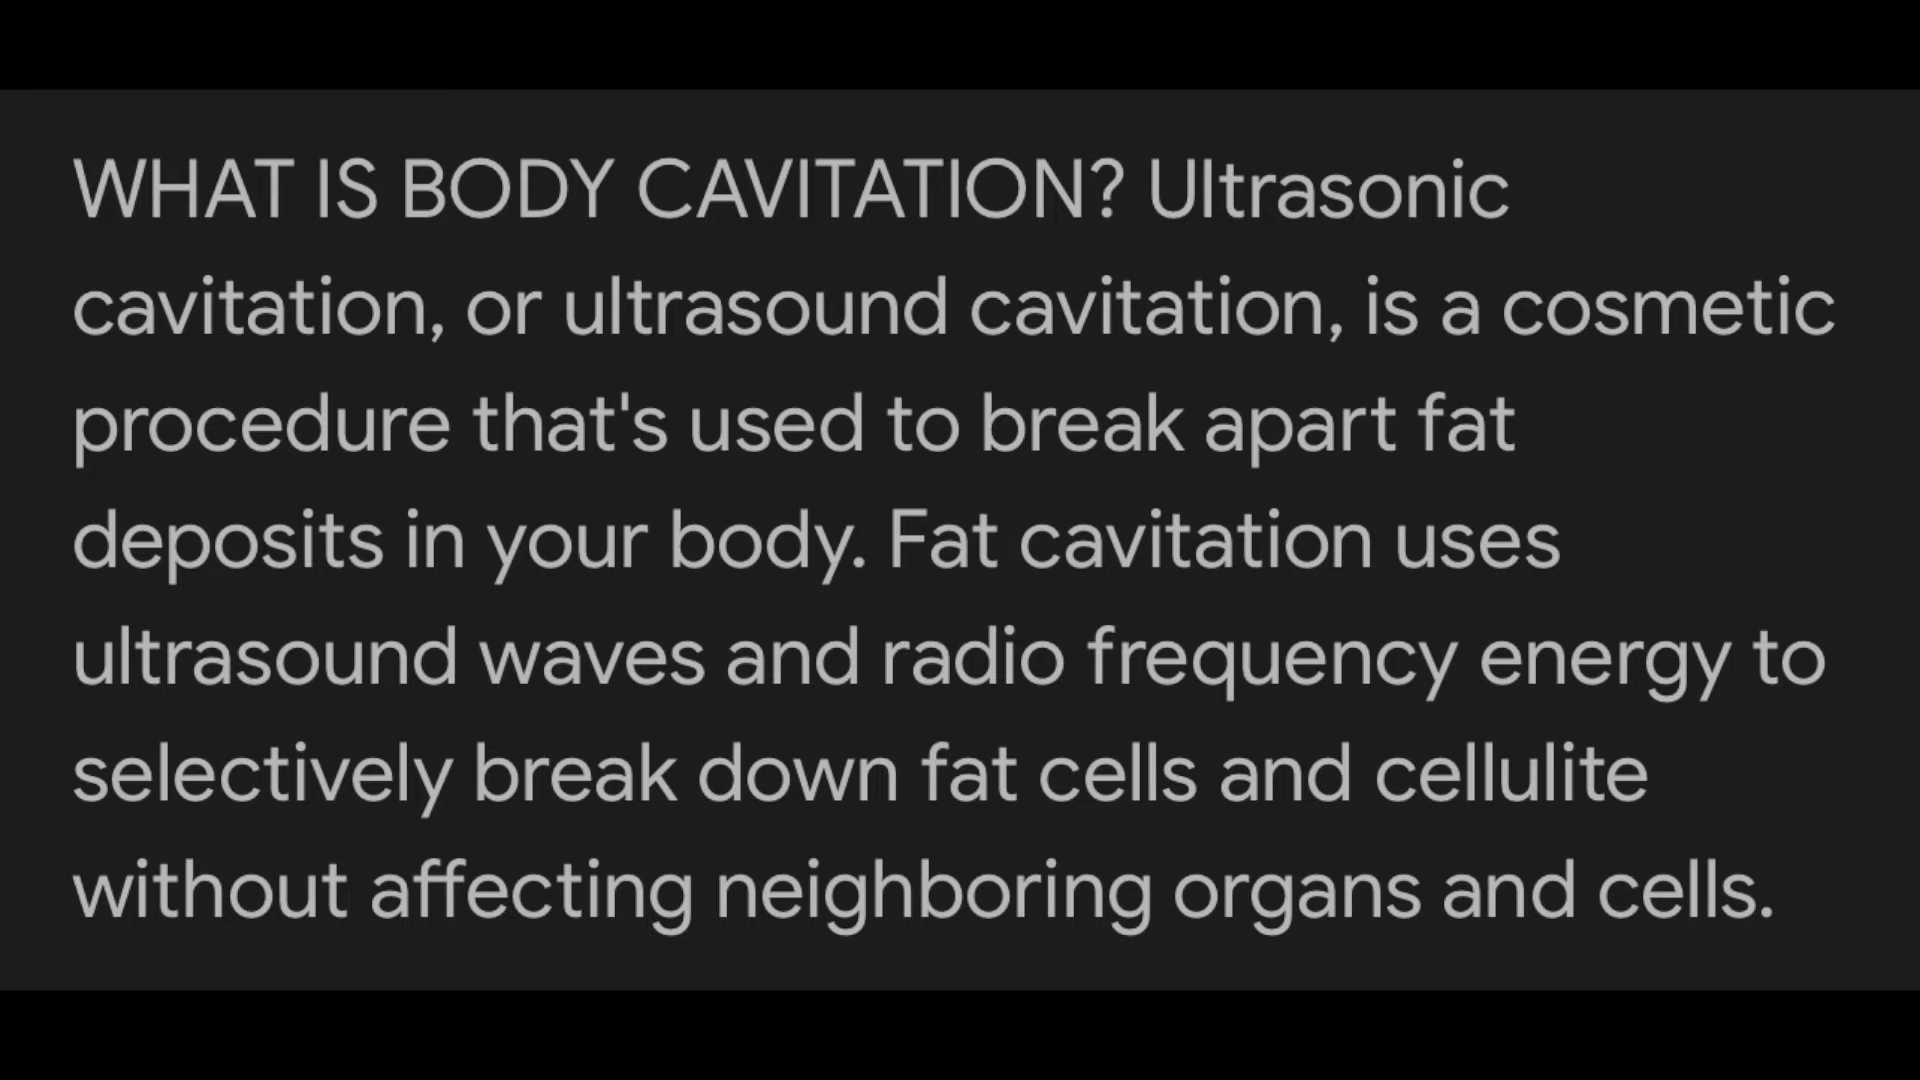 WHAT IS BODY CAVITATION? Ultrasonic
cavitation, or ultrasound cavitation, is a cosmetic
procedure that's used to break apart fat
deposits in your body. Fat cavitation uses
ultrasound waves and radio frequency energy to
selectively break down fat cells and cellulite
without affecting neighboring organs and cells.